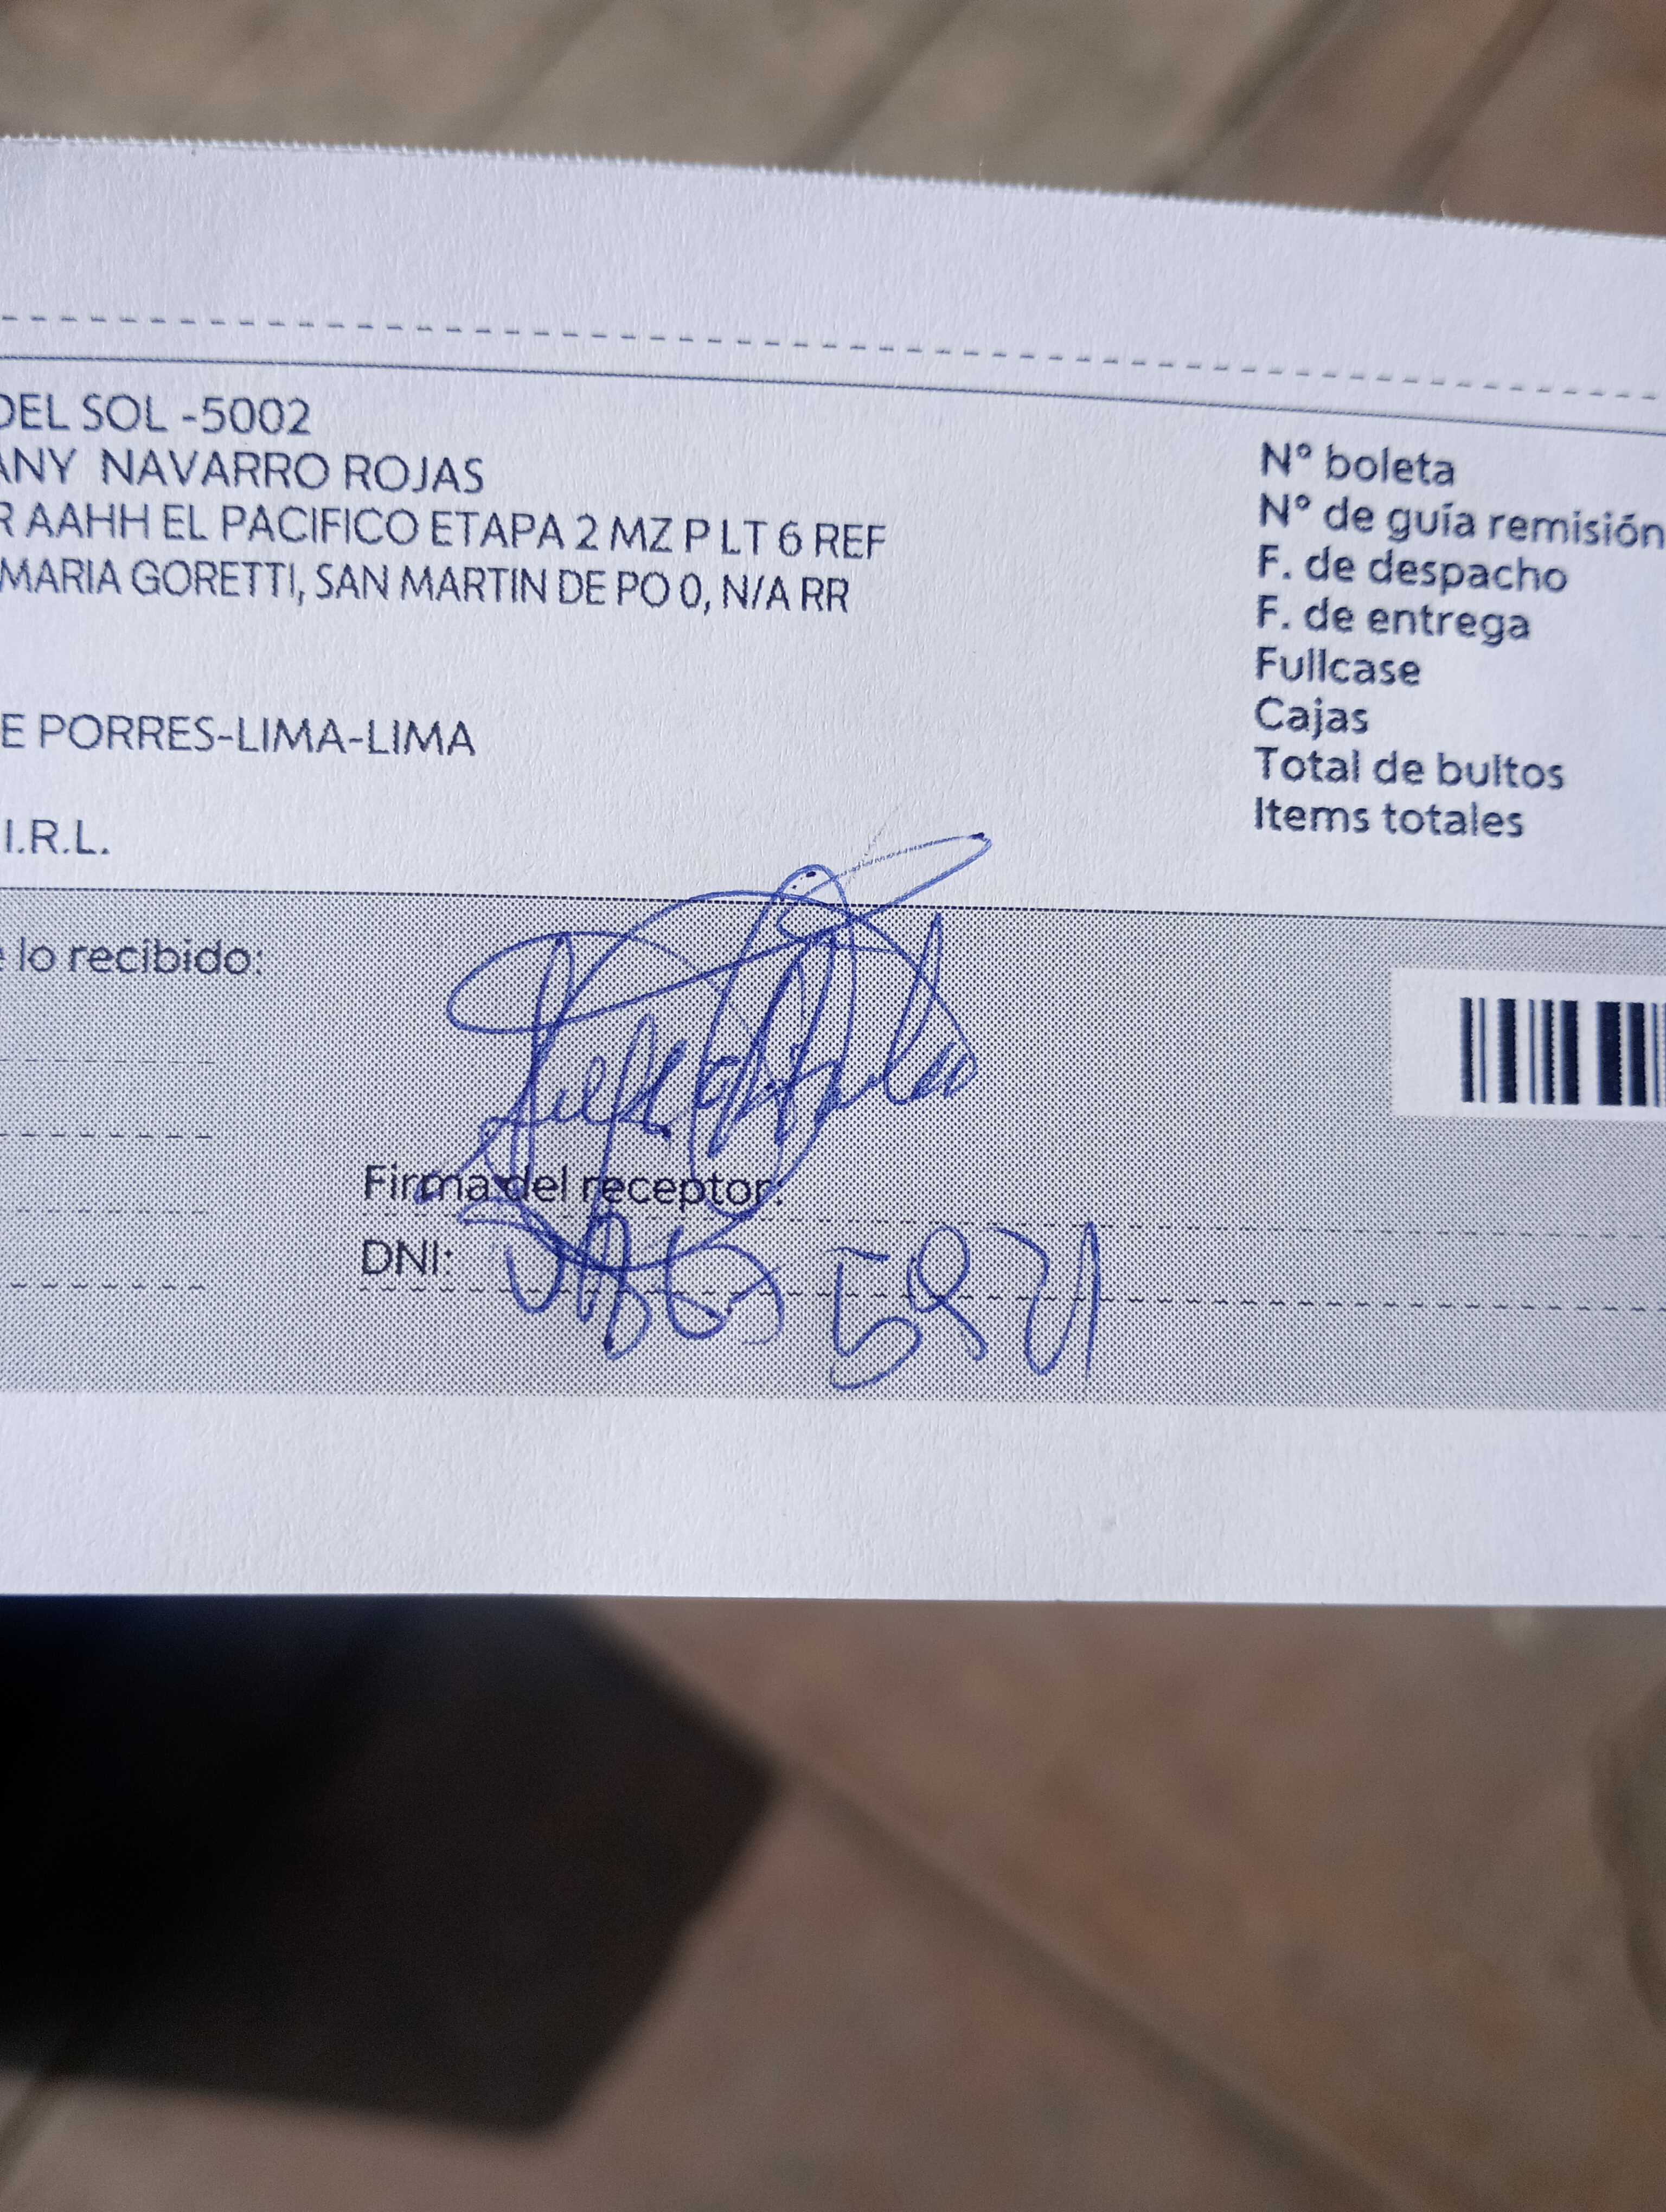 DEL SOL -5002
ANY NAVARRO ROJAS
R AAHH EL PACIFICO ETAPA 2 MZ P LT 6 REF
MARIA GORETTI, SAN MARTIN DE PO 0, N/A RR
E PORRES-LIMA-LIMA
I.R.L.
N° boleta
N° de guía remisión
F. de despacho
F. de entrega
Fullcase
Cajas
Total de bultos
Items totales
e lo recibido:
Firma del receptor:
DNI: